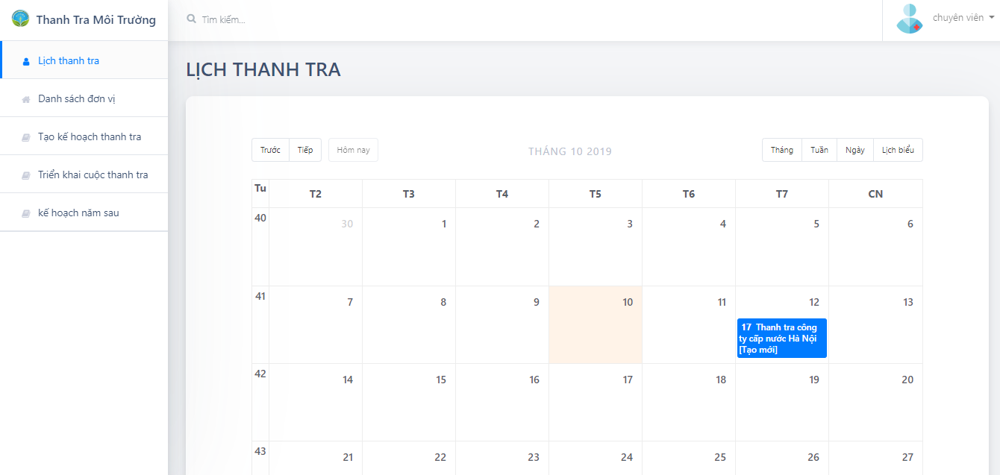 Thanh Tra Môi Trường
Tìm kiếm...
chuyên viên
Lịch thanh tra
Danh sách đơn vị
Tạo kế hoạch thanh tra
Triển khai cuộc thanh tra
kế hoạch năm sau
LỊCH THANH TRA
Trước Tiếp Hôm nay
THÁNG 10 2019
Tháng Tuần Ngày Lịch biểu
Tu T2 T3 T4 T5 T6 T7 CN
40 30 1 2 3 4 5 6
41 7 8 9 10 11 12 13
17 Thanh tra công
ty cấp nước Hà Nội
[Tạo mới]
42 14 15 16 17 18 19 20
43 21 22 23 24 25 26 27